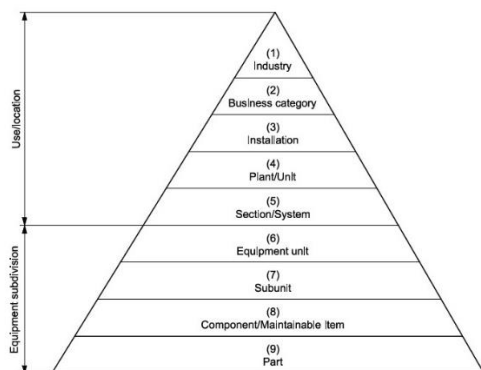 Use/location
Equipment subdivision
(1)
Industry
(2)
Business category
(3)
Installation
(4)
Plant/Unit
(5)
Section/System
(6)
Equipment unit
(7)
Subunit
(8)
Component/Maintainable Item
(9)
Part